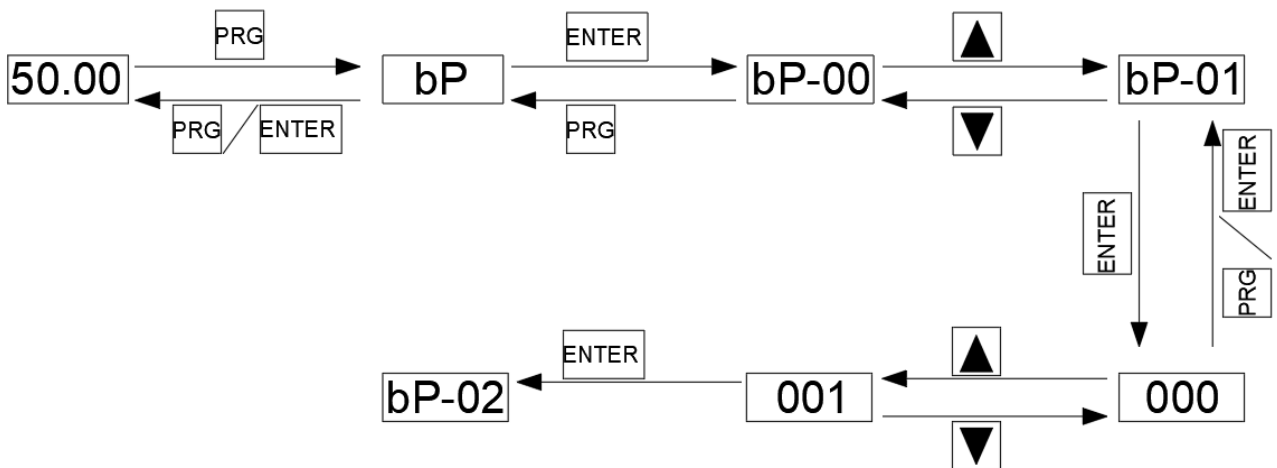 PRG
ENTER
50.00
bP
bP-00
bP-01
PRG
ENTER
PRG
ENTER
ENTER
PRG
ENTER
bP-02
001
000